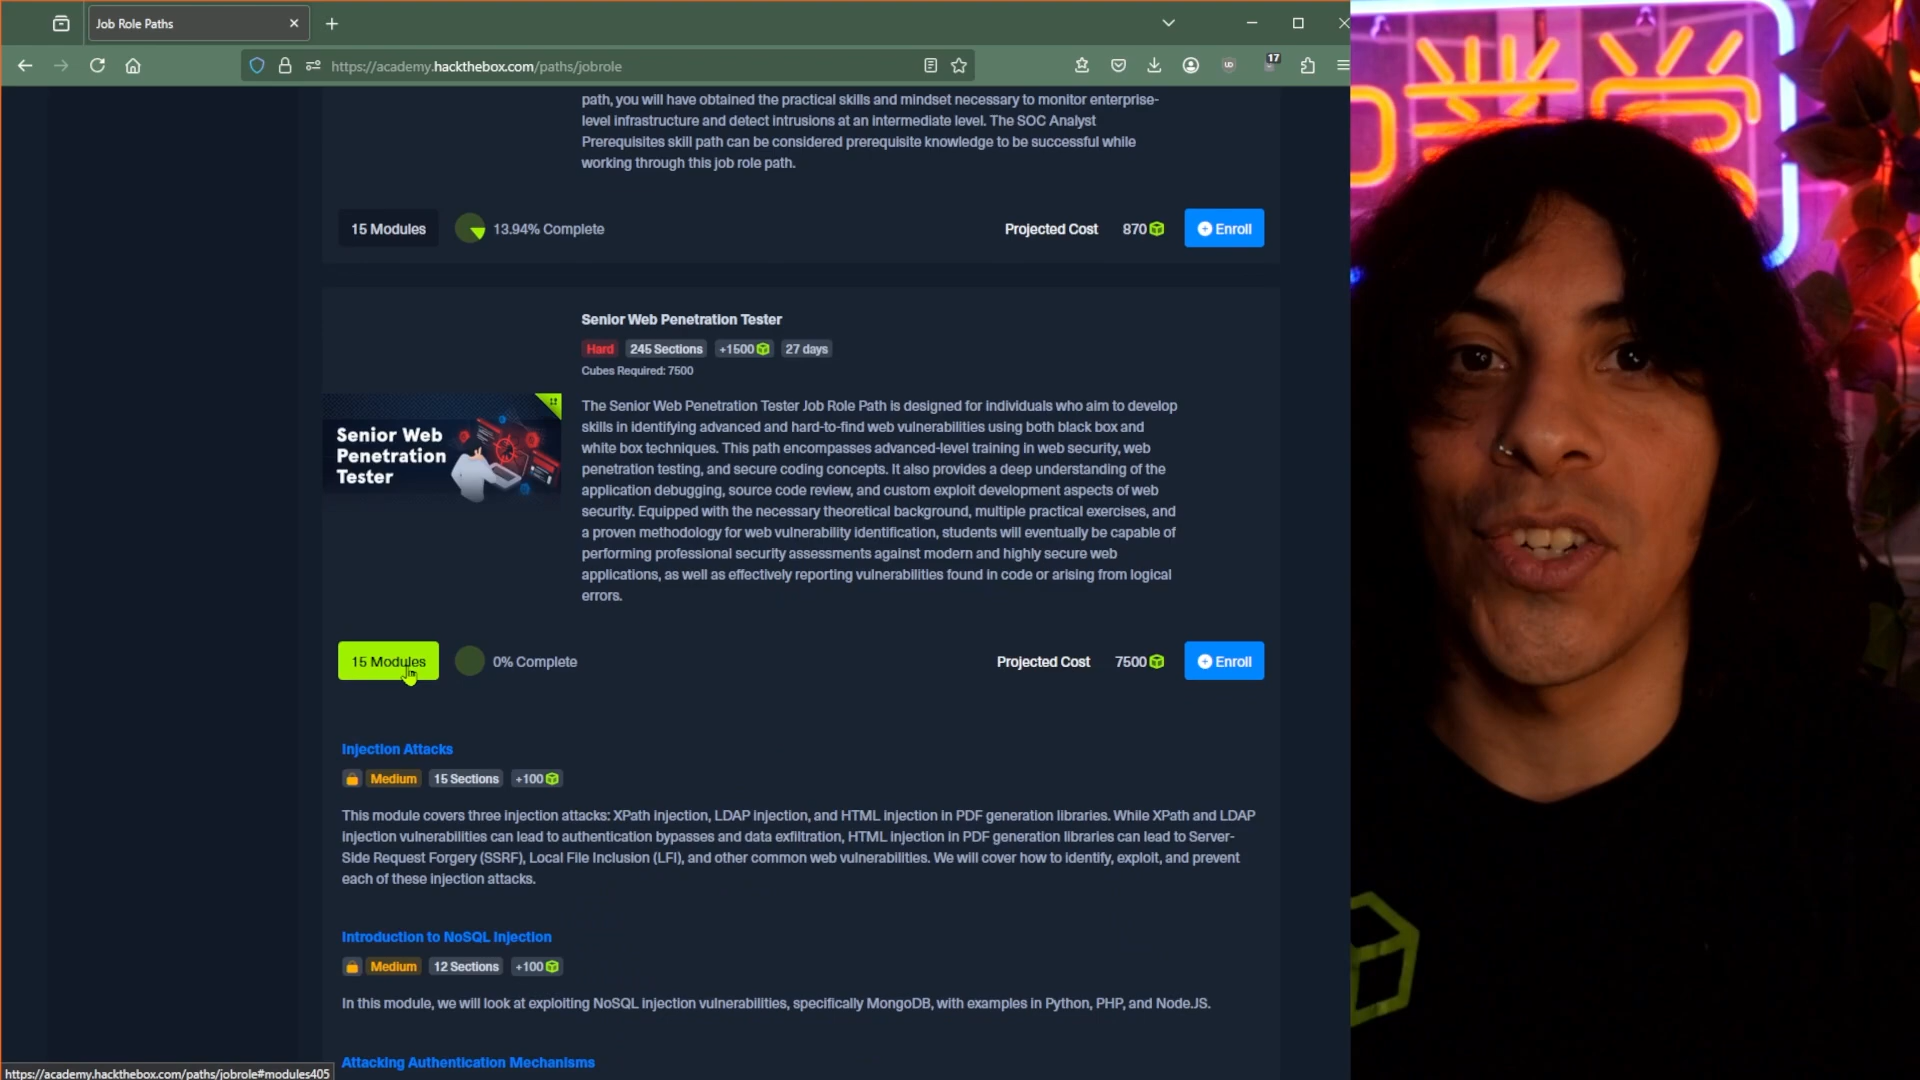 Job Role Paths
https://academy.hackthebox.com/paths/jobrole
17
path, you will have obtained the practical skills and mindset necessary to monitor enterprise-
level infrastructure and detect intrusions at an intermediate level. The SOC Analyst
Prerequisites skill path can be considered prerequisite knowledge to be successful while
working through this job role path.
15 Modules
13.94% Complete
Projected Cost 870
Enroll
Senior Web Penetration Tester
Hard 245 Sections +1500 27 days
Cubes Required: 7500
Senior Web
Penetration
Tester
The Senior Web Penetration Tester Job Role Path is designed for individuals who aim to develop
skills in identifying advanced and hard-to-find web vulnerabilities using both black box and
white box techniques. This path encompasses advanced-level training in web security, web
penetration testing, and secure coding concepts. It also provides a deep understanding of the
application debugging, source code review, and custom exploit development aspects of web
security. Equipped with the necessary theoretical background, multiple practical exercises, and
a proven methodology for web vulnerability identification, students will eventually be capable of
performing professional security assessments against modern and highly secure web
applications, as well as effectively reporting vulnerabilities found in code or arising from logical
errors.
15 Modules
0% Complete
Projected Cost 7500
Enroll
Injection Attacks
Medium 15 Sections +100
This module covers three injection attacks: XPath injection, LDAP injection, and HTML injection in PDF generation libraries. While XPath and LDAP
injection vulnerabilities can lead to authentication bypasses and data exfiltration, HTML injection in PDF generation libraries can lead to Server-
Side Request Forgery (SSRF), Local File Inclusion (LFI), and other common web vulnerabilities. We will cover how to identify, exploit, and prevent
each of these injection attacks.
Introduction to NoSQL Injection
Medium 12 Sections +100
In this module, we will look at exploiting NoSQL injection vulnerabilities, specifically MongoDB, with examples in Python, PHP, and Node.JS.
Attacking Authentication Mechanisms
https://academy.hackthebox.com/paths/jobrole#modules405